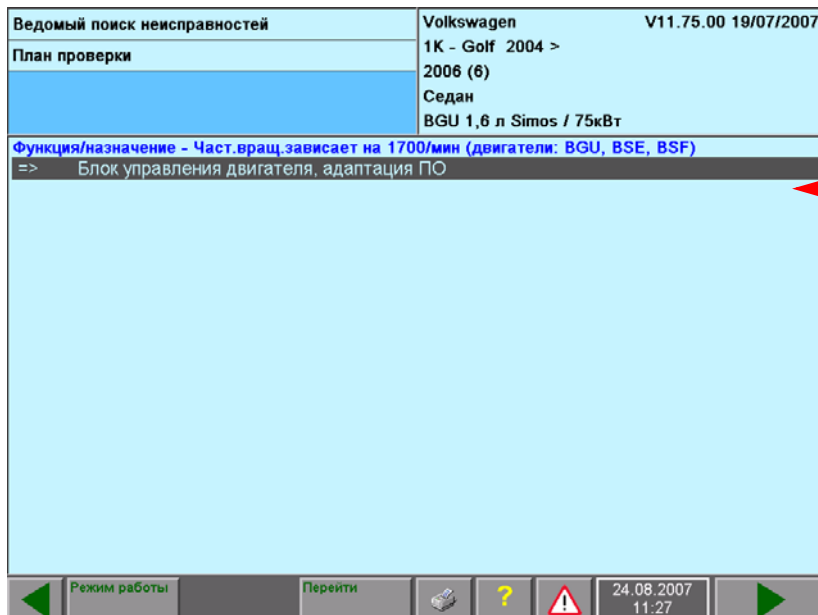 Ведомый поиск неисправностей
План проверки
Volkswagen V11.75.00 19/07/2007
1K - Golf 2004 >
2006 (6)
Седан
BGU 1,6 л Simos / 75кВт
Функция/назначение - Част.вращ.зависает на 1700/мин (двигатели: BGU, BSE, BSF)
=> Блок управления двигателя, адаптация ПО
Режим работы
Перейти
?
!
24.08.2007
11:27